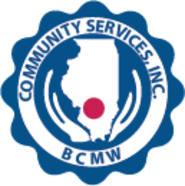 COMMUNITY SERVICES, INC.
BCMW